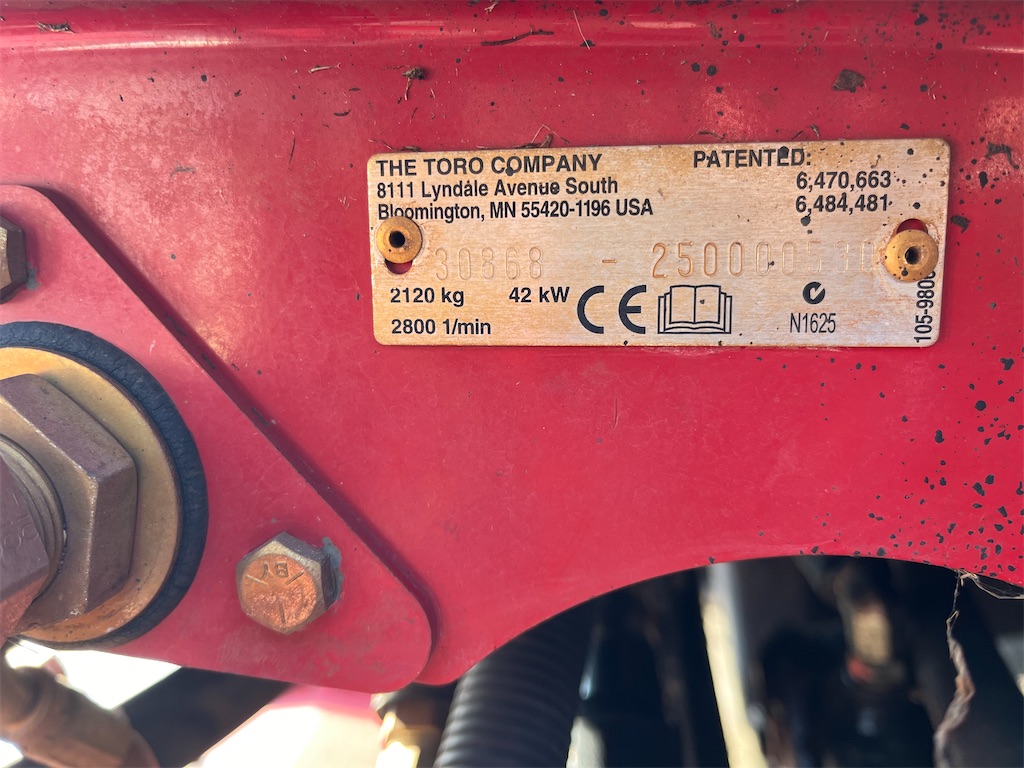 THE TORO COMPANY
8111 Lyndale Avenue South
Bloomington, MN 55420-1196 USA
PATENTED:
6,470,663
6,484,481
30868 -
2120 kg 42 kW
2800 1/min
CE
N1625
BY